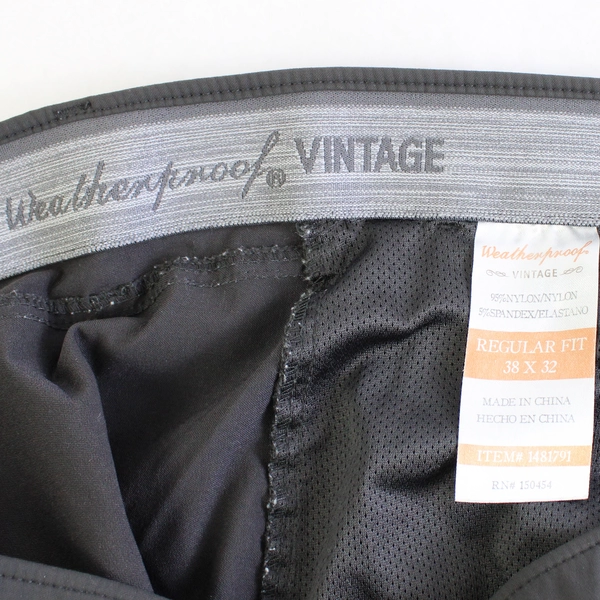 Weatherproof® VINTAGE
Weatherproof®
VINTAGE
95%NYLON/NYLON
5%SPANDEX/ELASTANO
REGULAR FIT
38 X 32
MADE IN CHINA
HECHO EN CHINA
ITEM# 1481791
RN# 150454